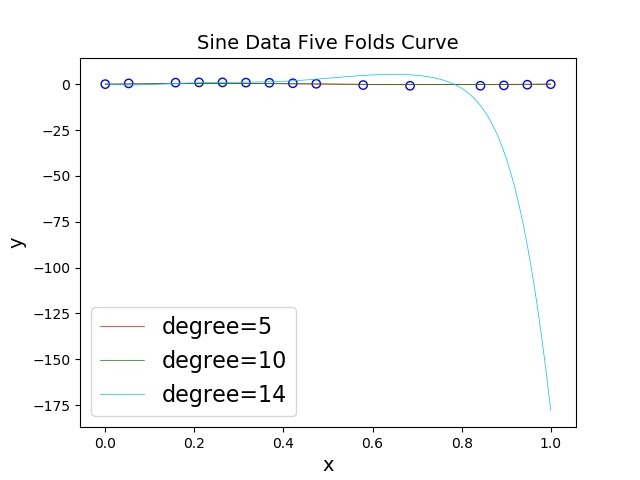 Sine Data Five Folds Curve
0
−25
−50
−75
−100
−125
−150
−175
y
degree=5
degree=10
degree=14
0.0 0.2 0.4 0.6 0.8 1.0
x